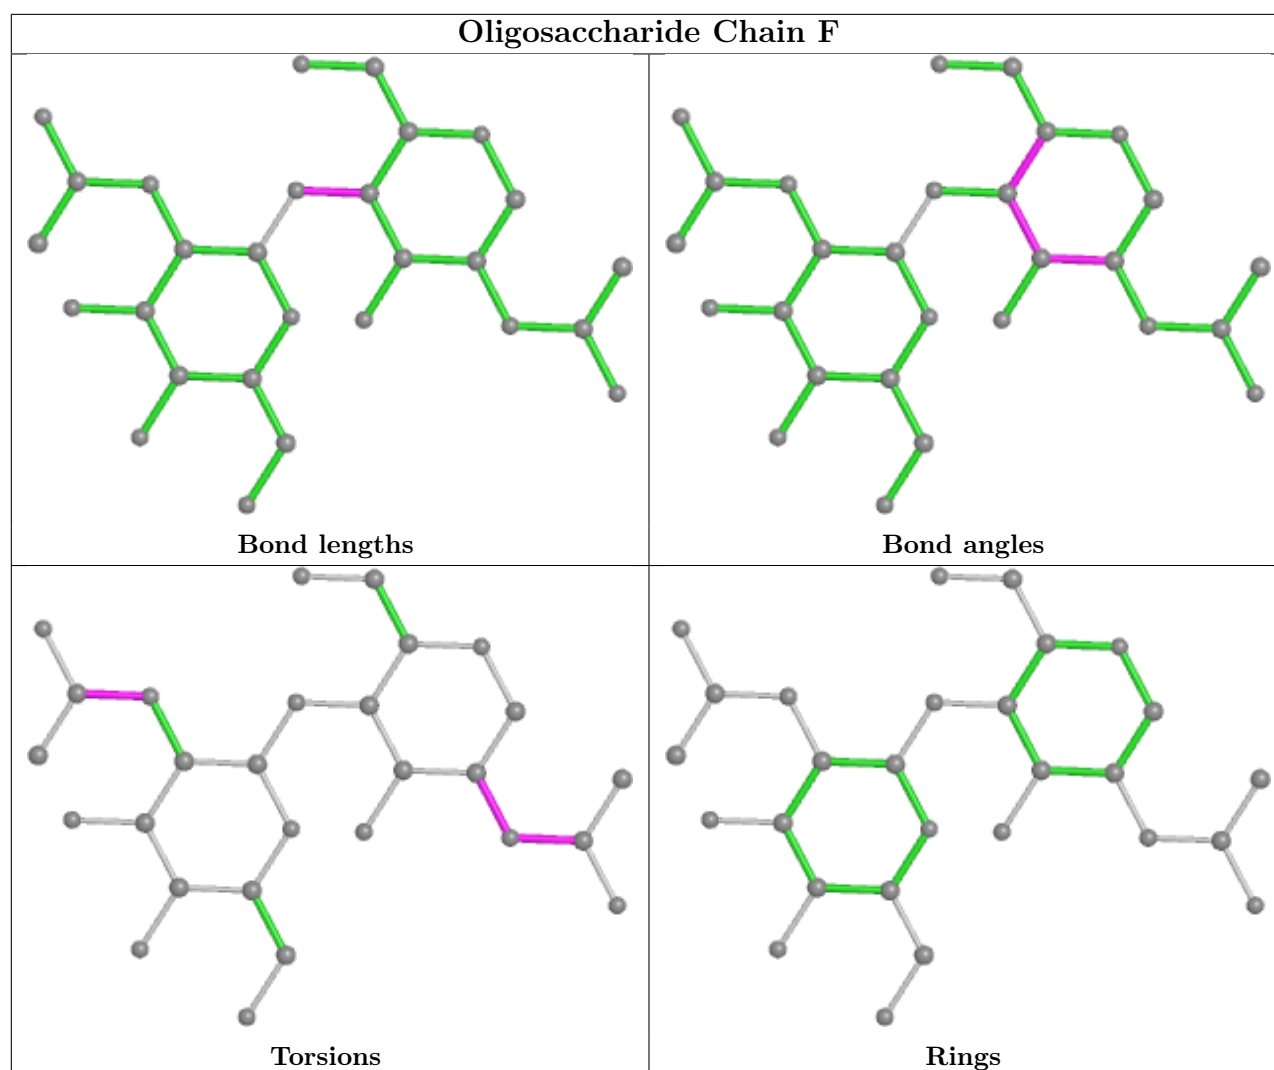 Oligosaccharide Chain F
Bond lengths
Bond angles
Torsions
Rings